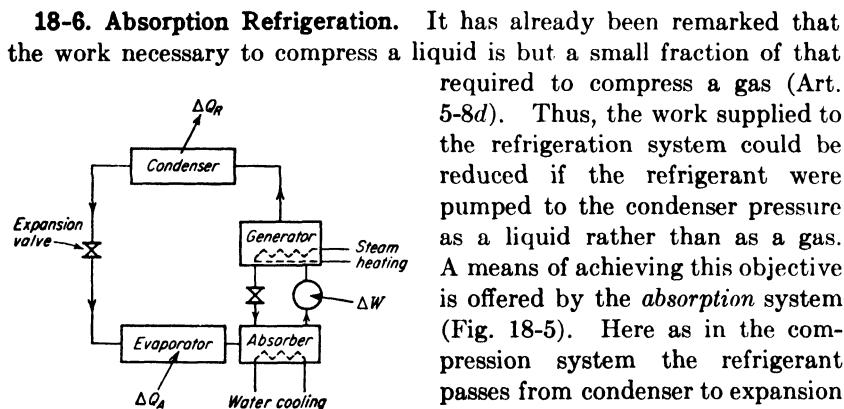 18-6. Absorption Refrigeration. It has already been remarked that
the work necessary to compress a liquid is but a small fraction of that
required to compress a gas (Art.
5-8d). Thus, the work supplied to
the refrigeration system could be
reduced if the refrigerant were
pumped to the condenser pressure
as a liquid rather than as a gas.
A means of achieving this objective
is offered by the absorption system
(Fig. 18-5). Here as in the com-
pression system the refrigerant
passes from condenser to expansion
ΔQR
Condenser
Expansion
valve
Generator
Steam
heating
ΔW
Evaporator
Absorber
ΔQA
Water cooling